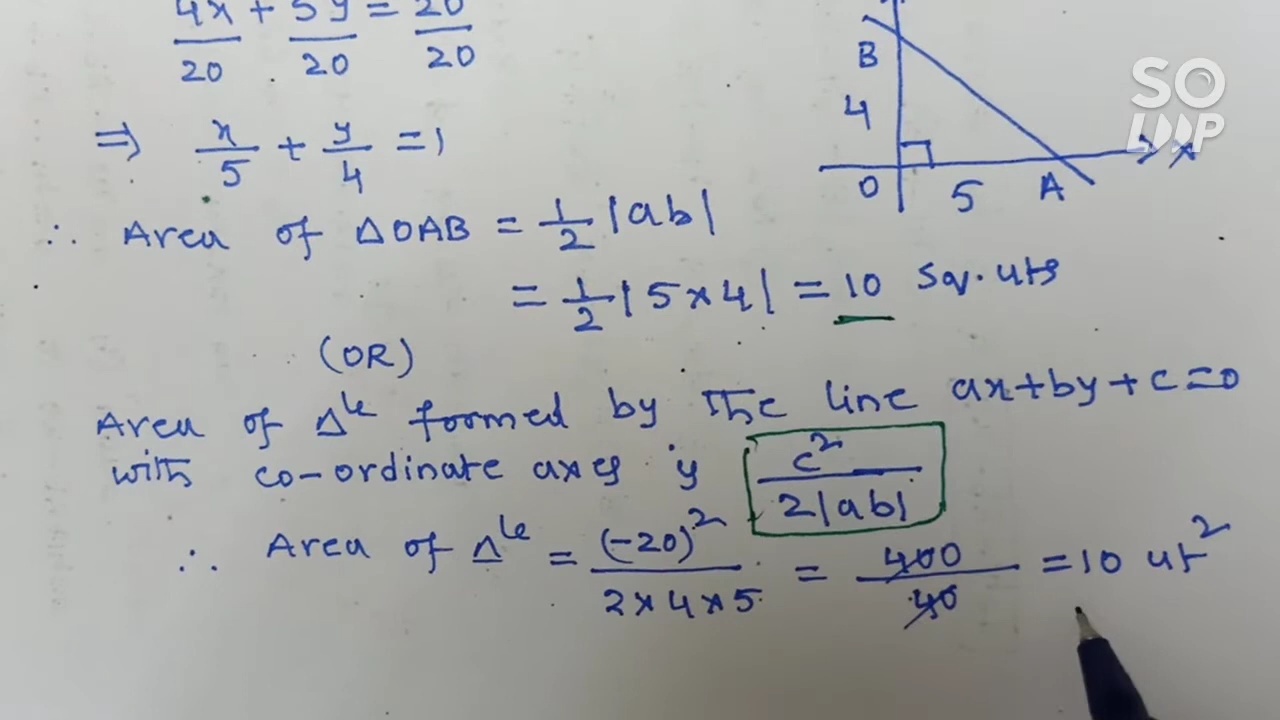 4x/20 + 5y/20 = 20/20
⇒ x/5 + y/4 = 1
∴ Area of ΔOAB = 1/2 |ab|
= 1/2 |5×4| = 10 Sq. uts
(OR)
Area of Δle formed by the line ax+by+c=0
with co-ordinate axes is c²/2|ab|
∴ Area of Δle = (-20)²/2×4×5 = 400/40 = 10 ut²
B
4
O 5 A x
SO
LOOP